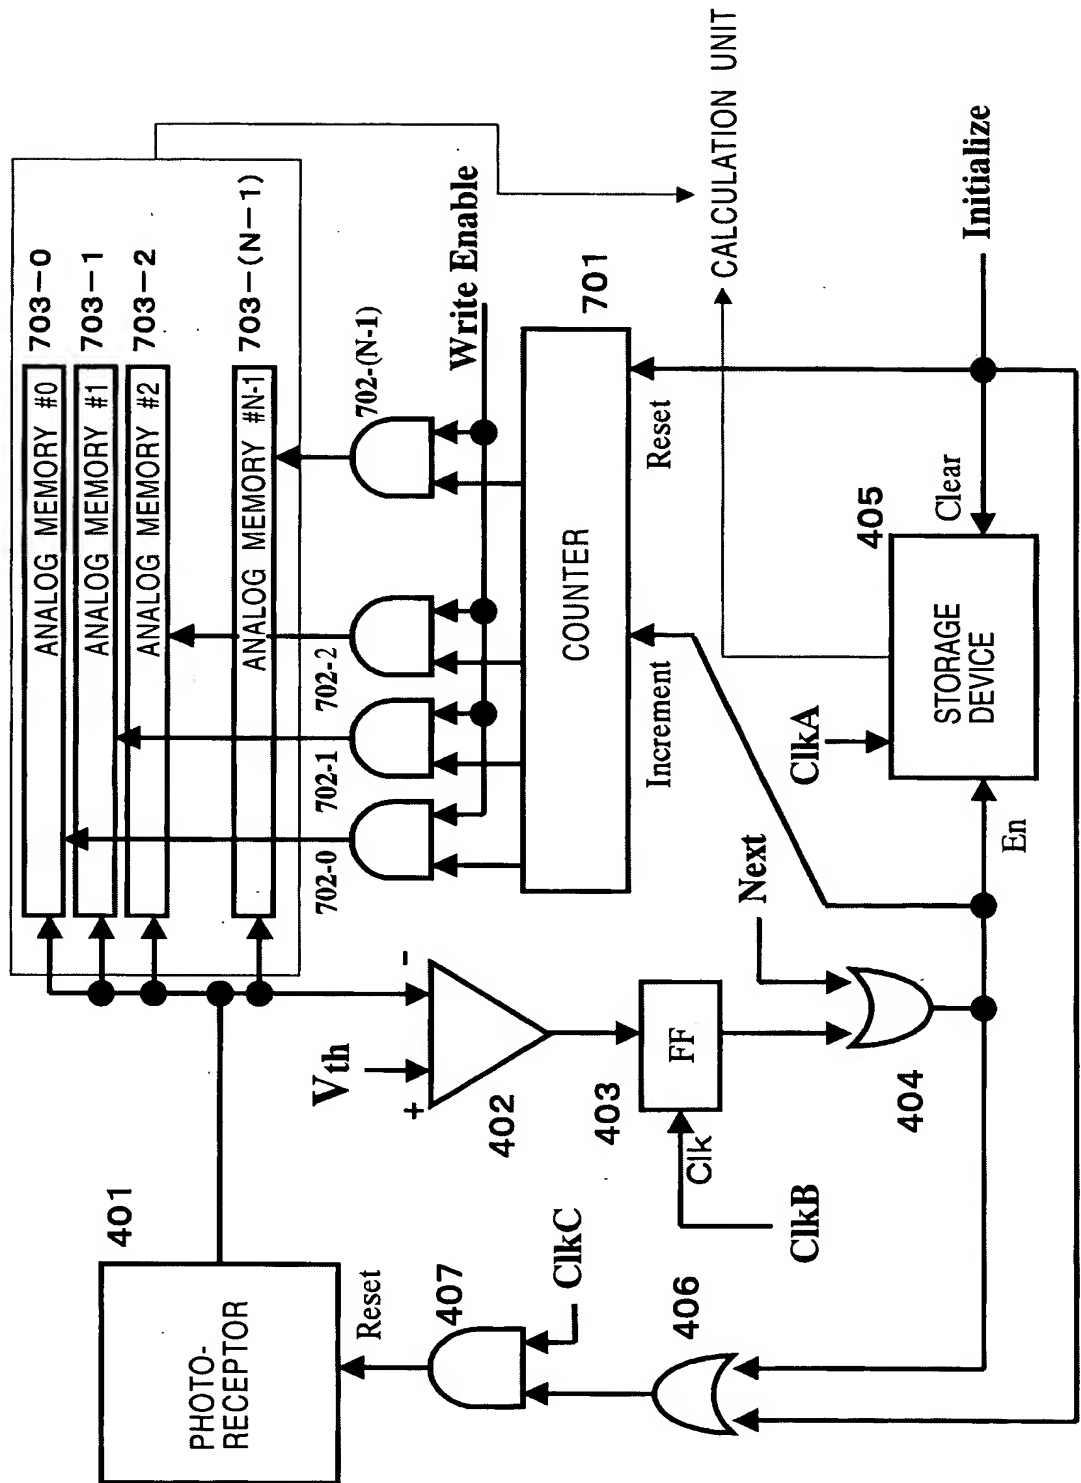 401
PHOTO-
RECEPTOR
Reset
407
ClkC
406
Vth
+
-
402
403
FF
Clk
ClkB
Next
404
ANALOG MEMORY #0
703-0
ANALOG MEMORY #1
703-1
ANALOG MEMORY #2
703-2
ANALOG MEMORY #N-1
703-(N-1)
702-0
702-1
702-2
702-(N-1)
Write Enable
COUNTER
701
Increment
Reset
CALCULATION UNIT
ClkA
En
STORAGE
DEVICE
405
Clear
Initialize